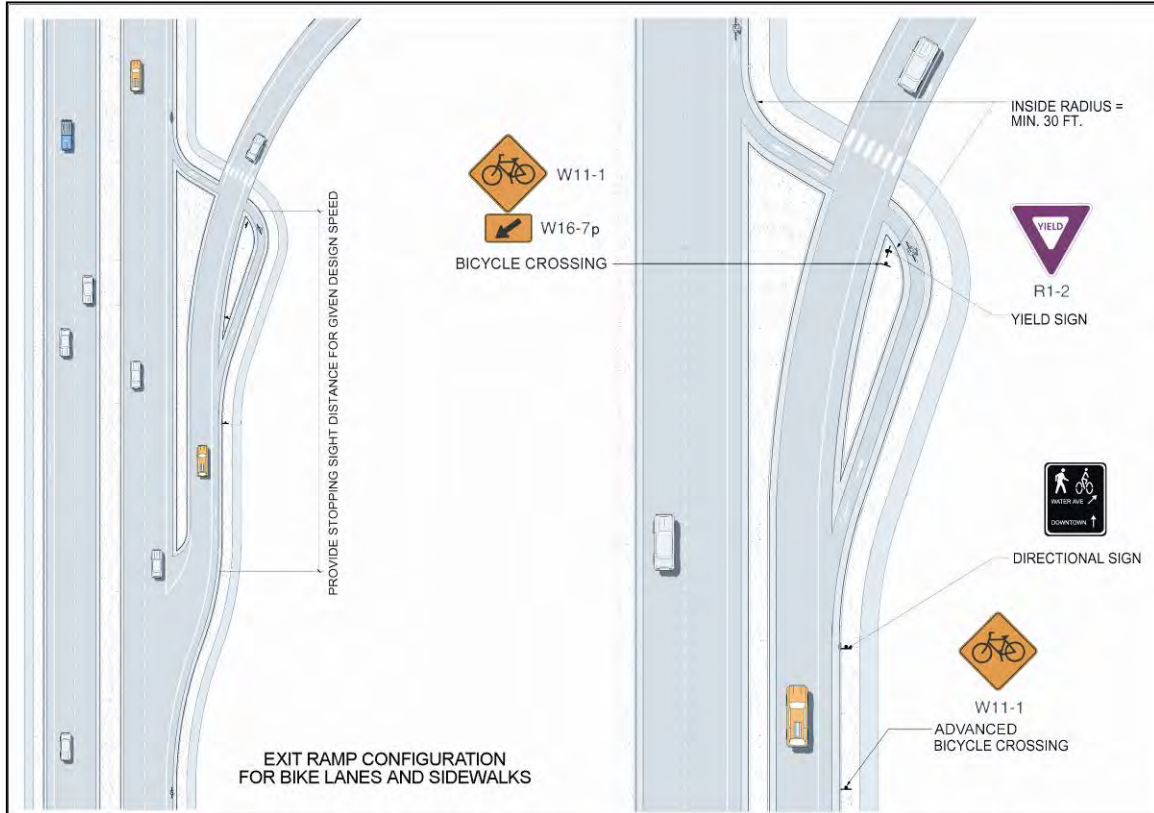 INSIDE RADIUS =
MIN. 30 FT.
W11-1
W16-7p
BICYCLE CROSSING
YIELD
R1-2
YIELD SIGN
PROVIDE STOPPING SIGHT DISTANCE FOR GIVEN DESIGN SPEED
WATER AVE
DOWNTOWN
DIRECTIONAL SIGN
W11-1
ADVANCED
BICYCLE CROSSING
EXIT RAMP CONFIGURATION
FOR BIKE LANES AND SIDEWALKS